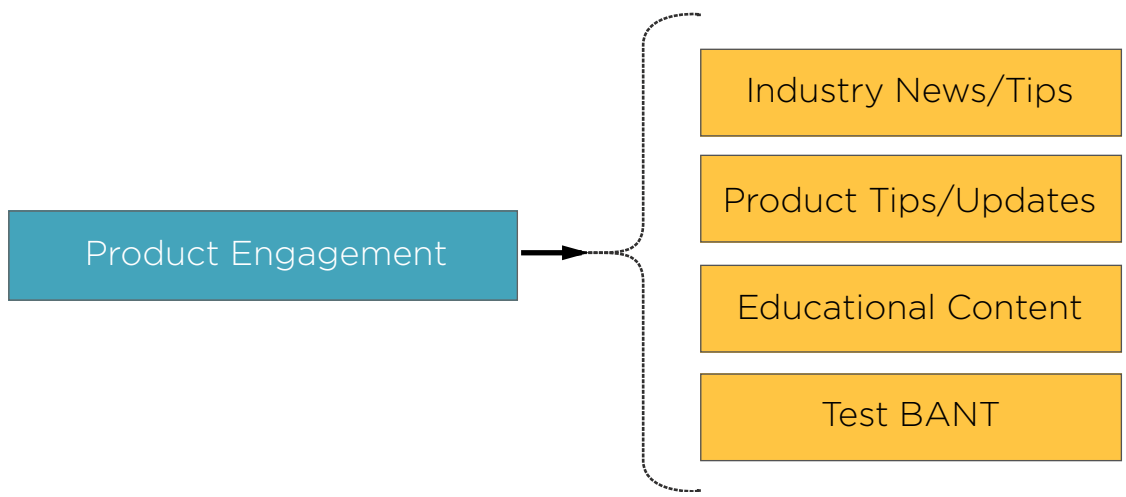 Industry News/Tips
Product Tips/Updates
Product Engagement
Educational Content
Test BANT